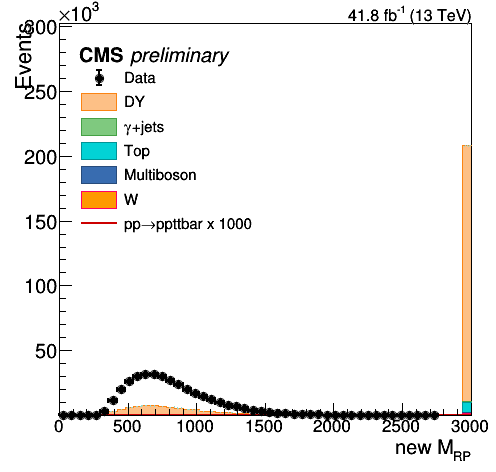 ×10³
41.8 fb⁻¹ (13 TeV)
Events
300
250
200
150
100
50
CMS preliminary
Data
DY
γ+jets
Top
Multiboson
W
pp→ppttbar x 1000
0 500 1000 1500 2000 2500 3000
new M_RP